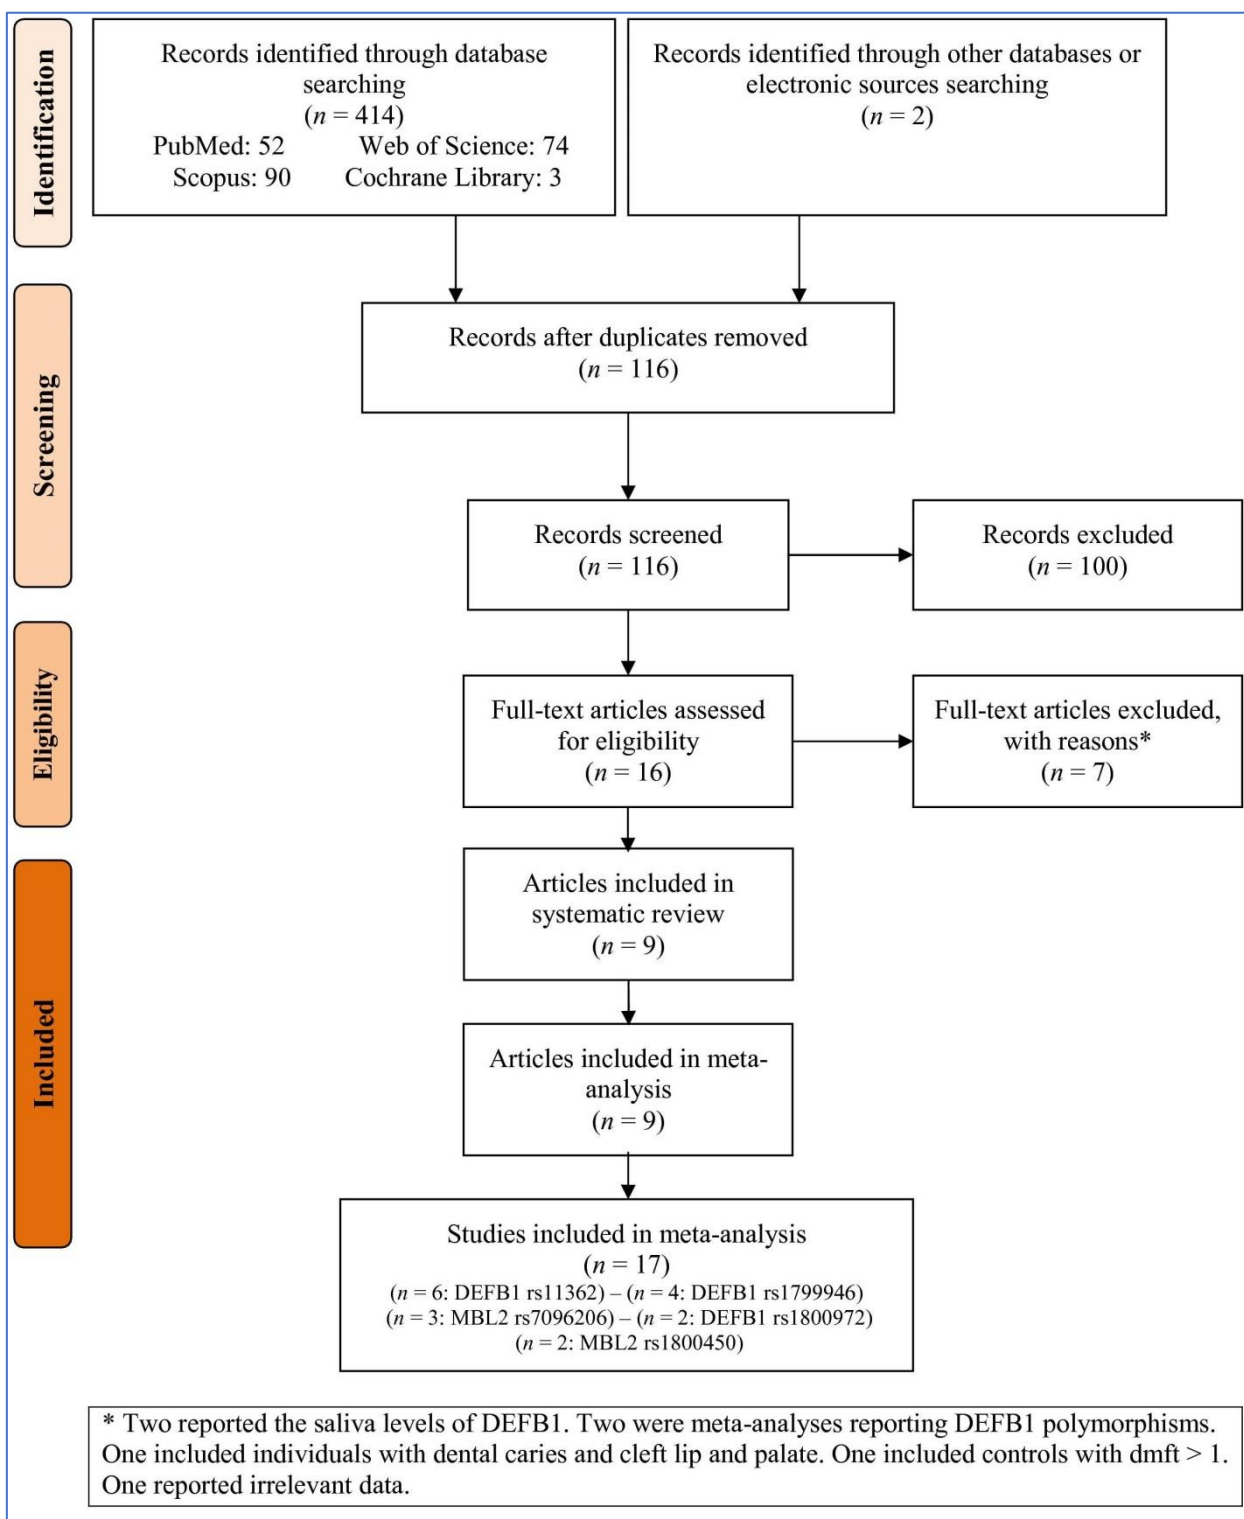 Identification
Records identified through database
searching
(n = 414)
PubMed: 52 Web of Science: 74
Scopus: 90 Cochrane Library: 3
Records identified through other databases or
electronic sources searching
(n = 2)
Screening
Records after duplicates removed
(n = 116)
Records screened
(n = 116)
Records excluded
(n = 100)
Eligibility
Full-text articles assessed
for eligibility
(n = 16)
Full-text articles excluded,
with reasons*
(n = 7)
Included
Articles included in
systematic review
(n = 9)
Articles included in meta-
analysis
(n = 9)
Studies included in meta-analysis
(n = 17)
(n = 6: DEFB1 rs11362) – (n = 4: DEFB1 rs1799946)
(n = 3: MBL2 rs7096206) – (n = 2: DEFB1 rs1800972)
(n = 2: MBL2 rs1800450)
* Two reported the saliva levels of DEFB1. Two were meta-analyses reporting DEFB1 polymorphisms.
One included individuals with dental caries and cleft lip and palate. One included controls with dmft > 1.
One reported irrelevant data.